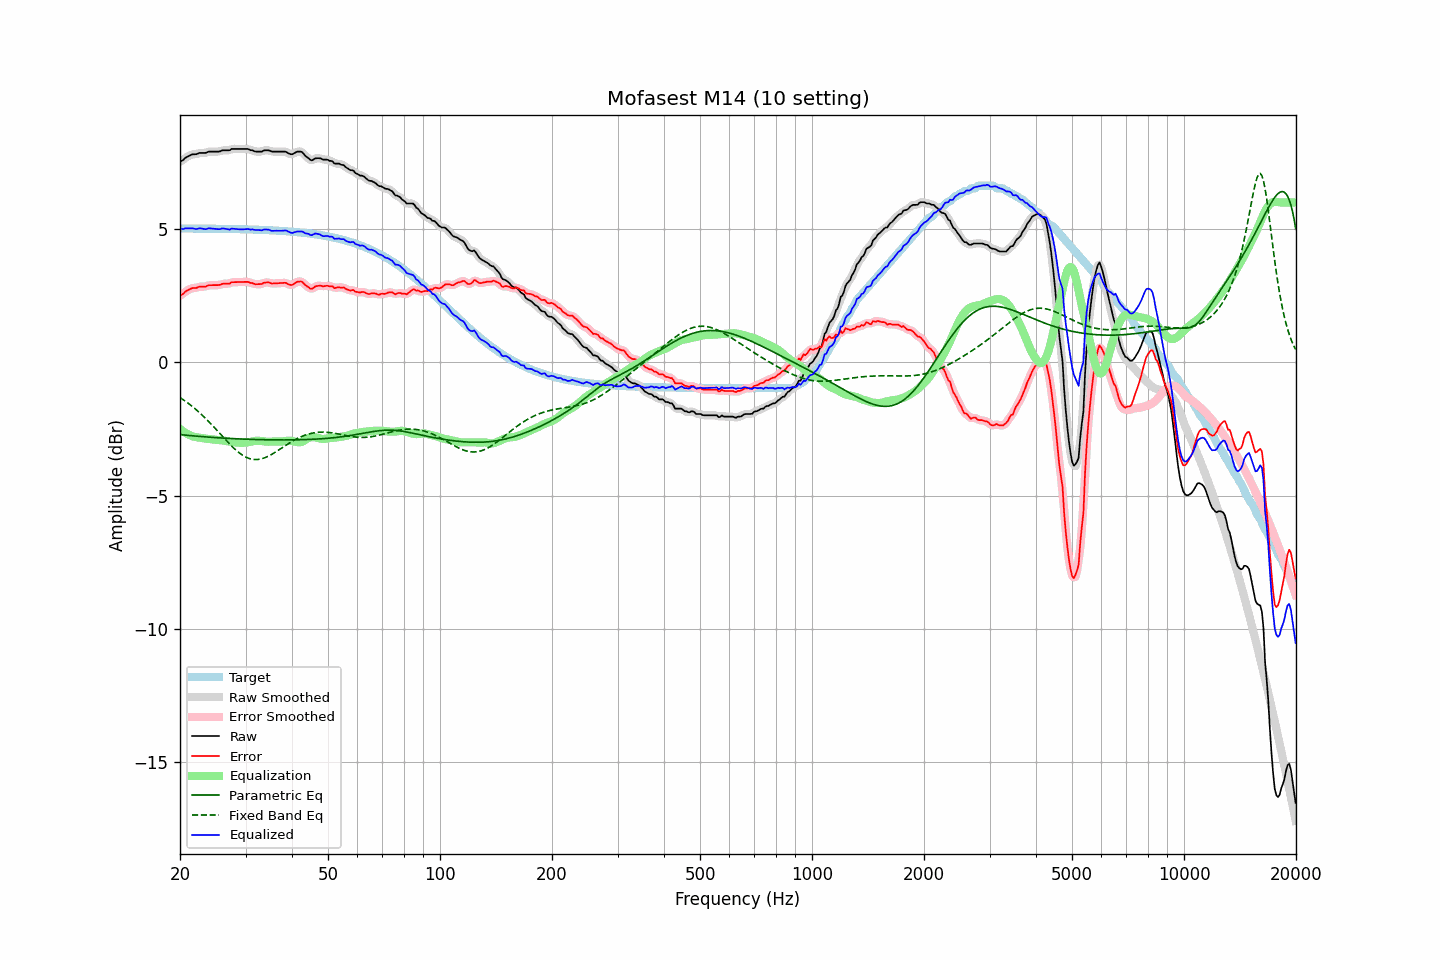 Mofasest M14 (10 setting)
Amplitude (dBr)
5
0
−5
−10
−15
Target
Raw Smoothed
Error Smoothed
Raw
Error
Equalization
Parametric Eq
Fixed Band Eq
Equalized
20 50 100 200 500 1000 2000 5000 10000 20000
Frequency (Hz)